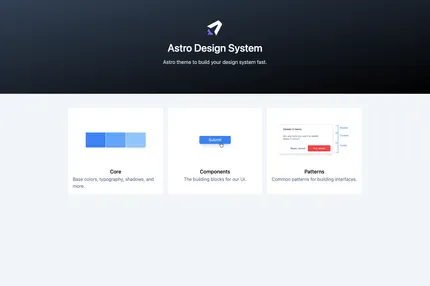 Astro Design System
Astro theme to build your design system fast.
Core
Base colors, typography, shadows, and
more.
Submit
Components
The building blocks for our UI.
Patterns
Common patterns for building interfaces.